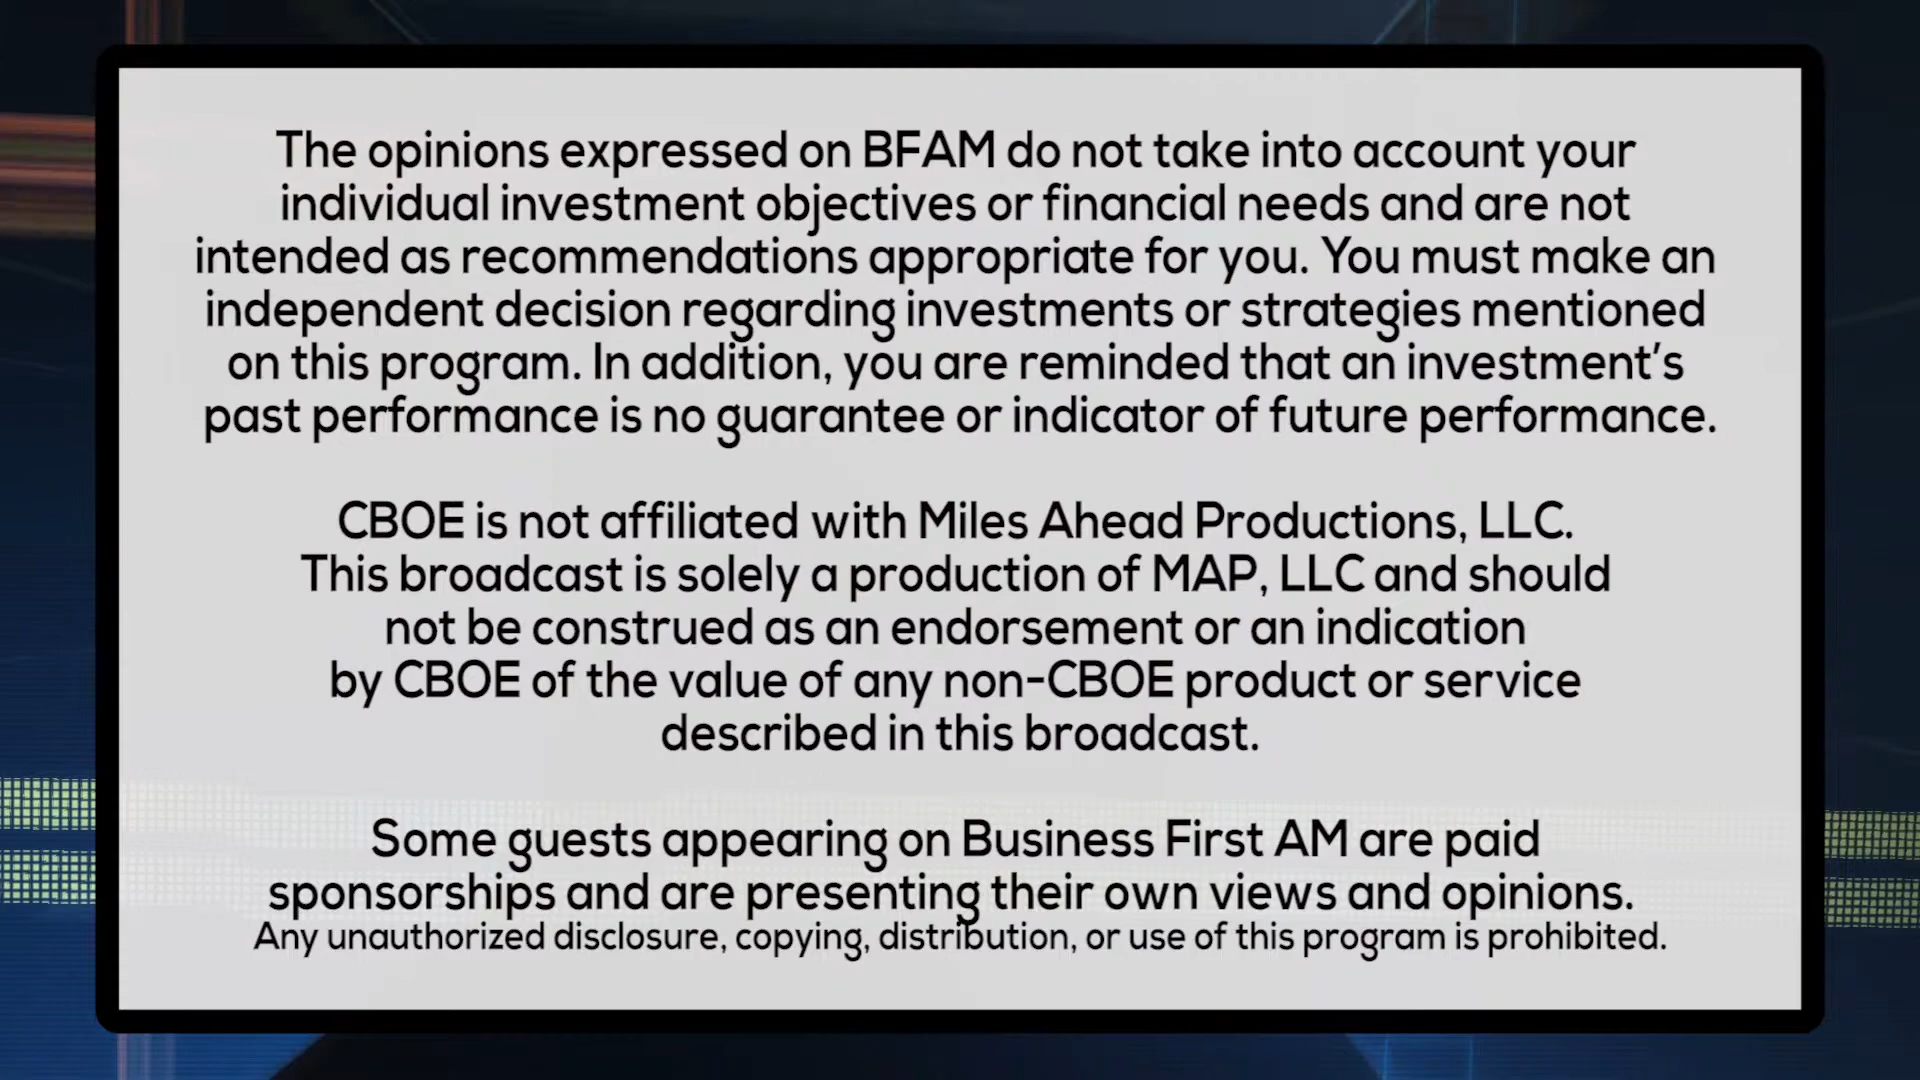 The opinions expressed on BFAM do not take into account your
individual investment objectives or financial needs and are not
intended as recommendations appropriate for you. You must make an
independent decision regarding investments or strategies mentioned
on this program. In addition, you are reminded that an investment’s
past performance is no guarantee or indicator of future performance.
CBOE is not affiliated with Miles Ahead Productions, LLC.
This broadcast is solely a production of MAP, LLC and should
not be construed as an endorsement or an indication
by CBOE of the value of any non-CBOE product or service
described in this broadcast.
Some guests appearing on Business First AM are paid
sponsorships and are presenting their own views and opinions.
Any unauthorized disclosure, copying, distribution, or use of this program is prohibited.